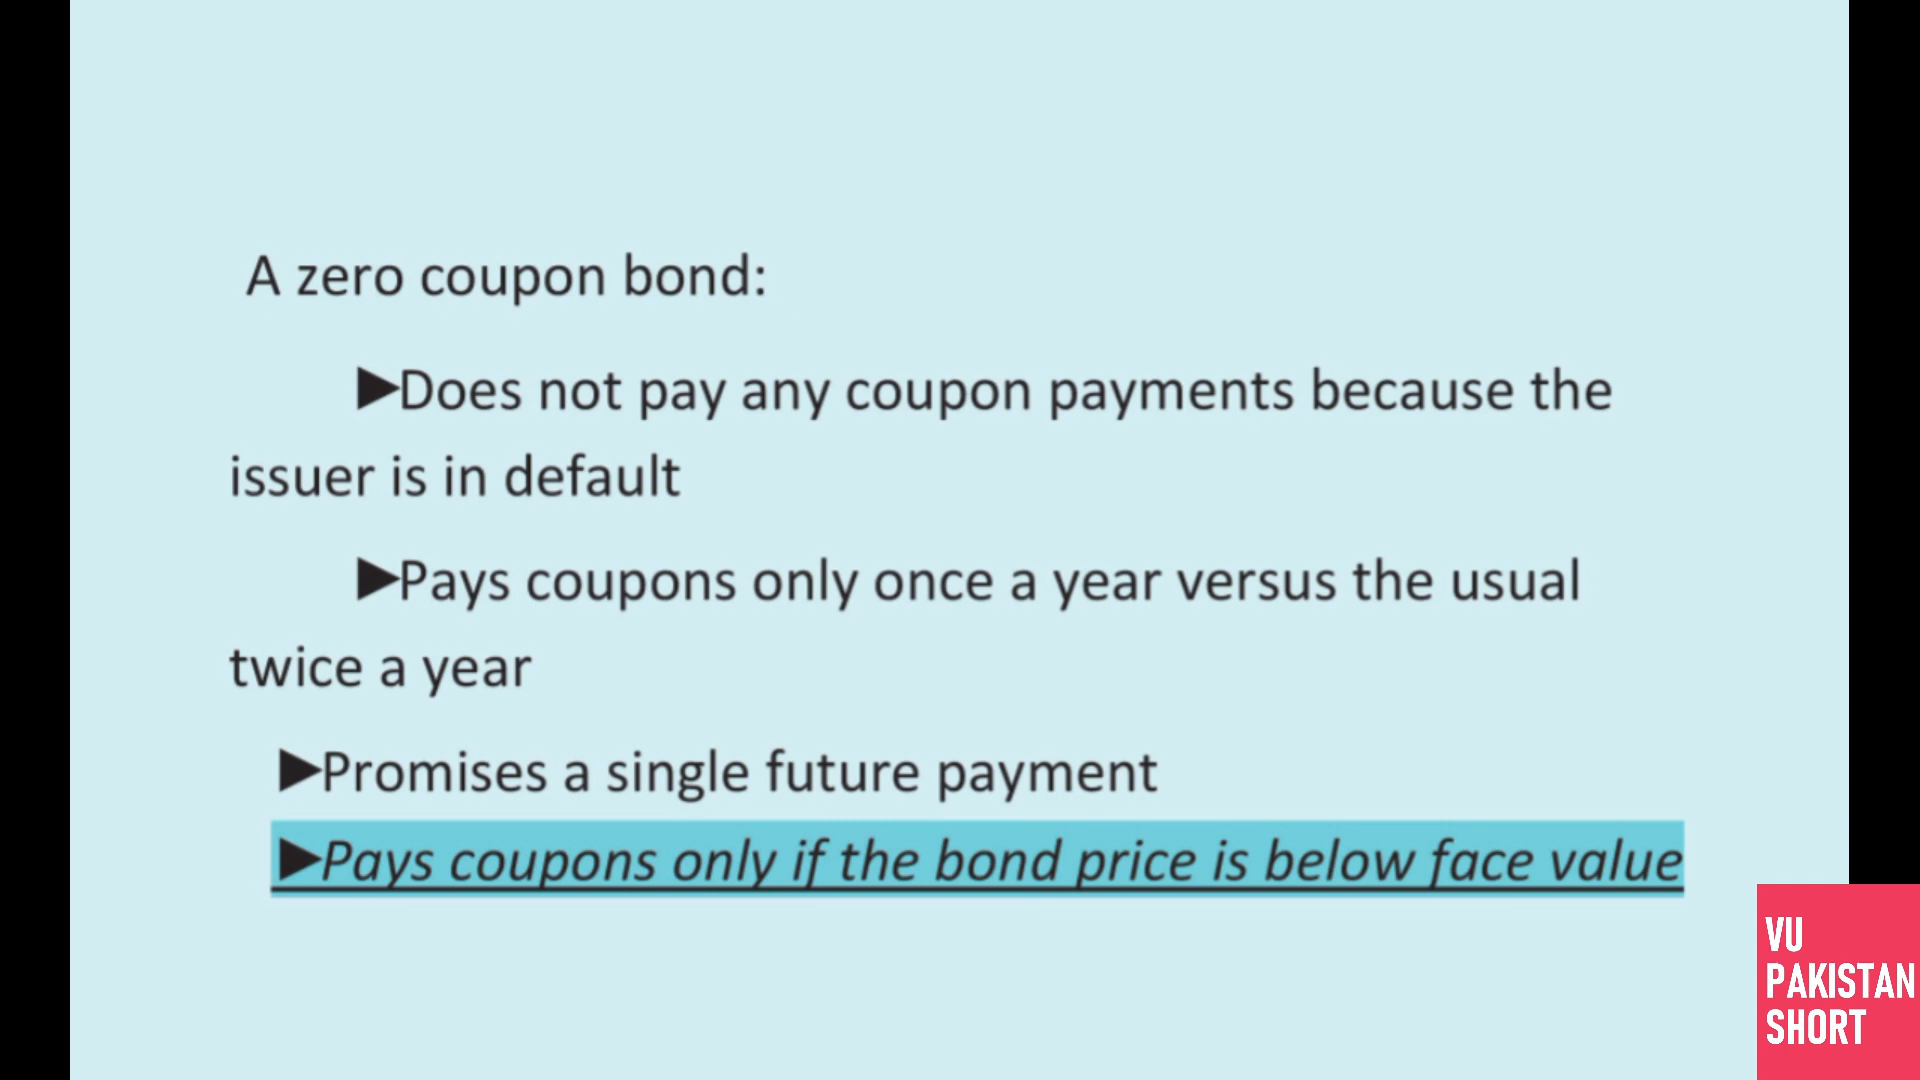 A zero coupon bond:
►Does not pay any coupon payments because the
issuer is in default
►Pays coupons only once a year versus the usual
twice a year
►Promises a single future payment
►Pays coupons only if the bond price is below face value
VU
PAKISTAN
SHORT